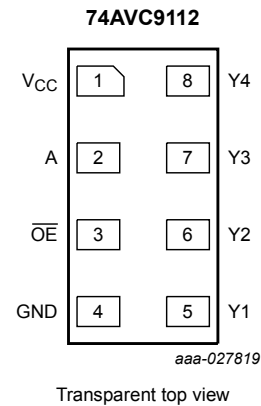 74AVC9112
VCC 1 8 Y4
A 2 7 Y3
O̅E̅ 3 6 Y2
GND 4 5 Y1
aaa-027819
Transparent top view